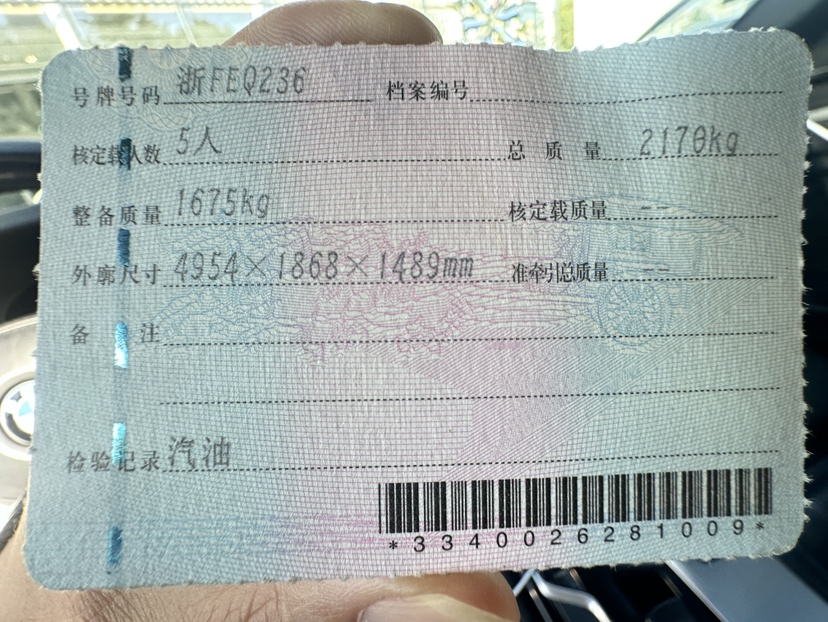 号牌号码 浙FEQ236 档案编号
核定载人数 5人 总质量 2170kg
整备质量 1675kg 核定载质量 --
外廓尺寸 4954×1868×1489mm 准牵引总质量 --
备注
检验记录 汽油
*3340026281009*